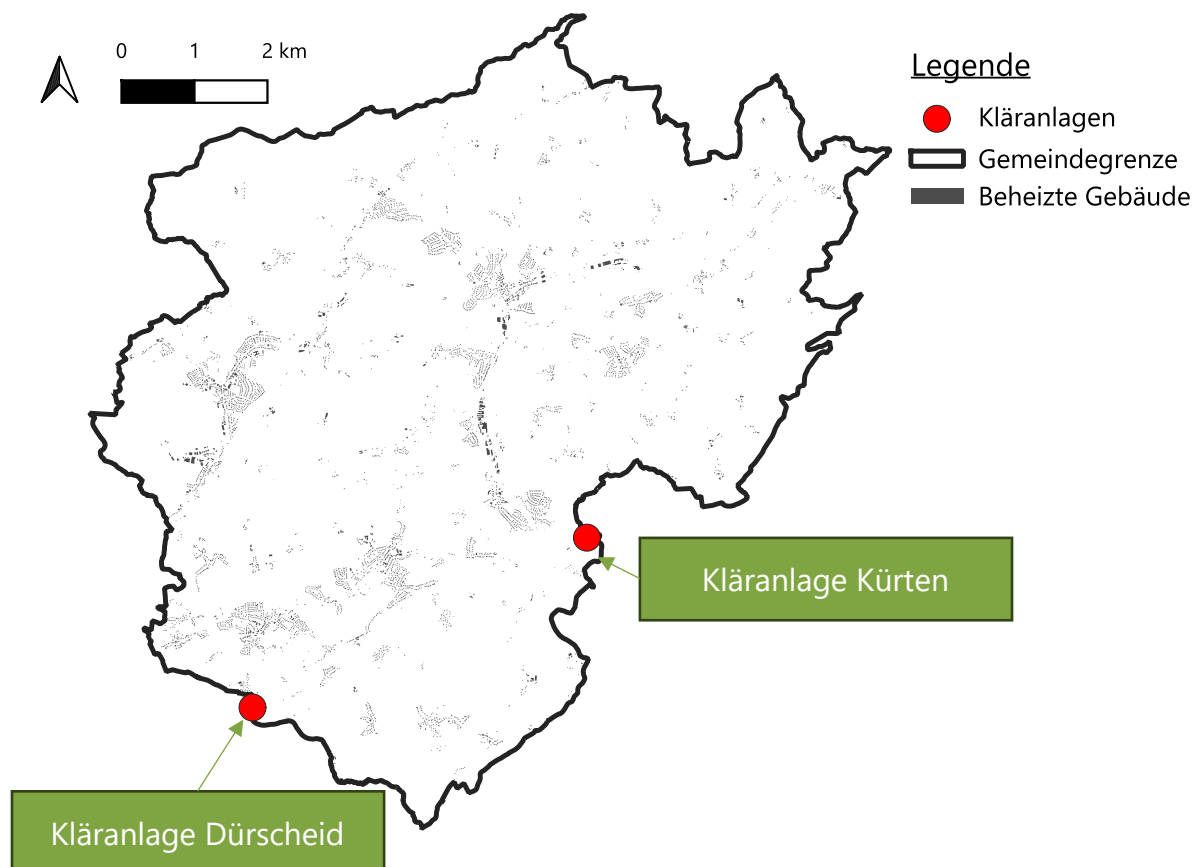 0 1 2 km
Legende
Kläranlagen
Gemeindegrenze
Beheizte Gebäude
Kläranlage Kürten
Kläranlage Dürscheid